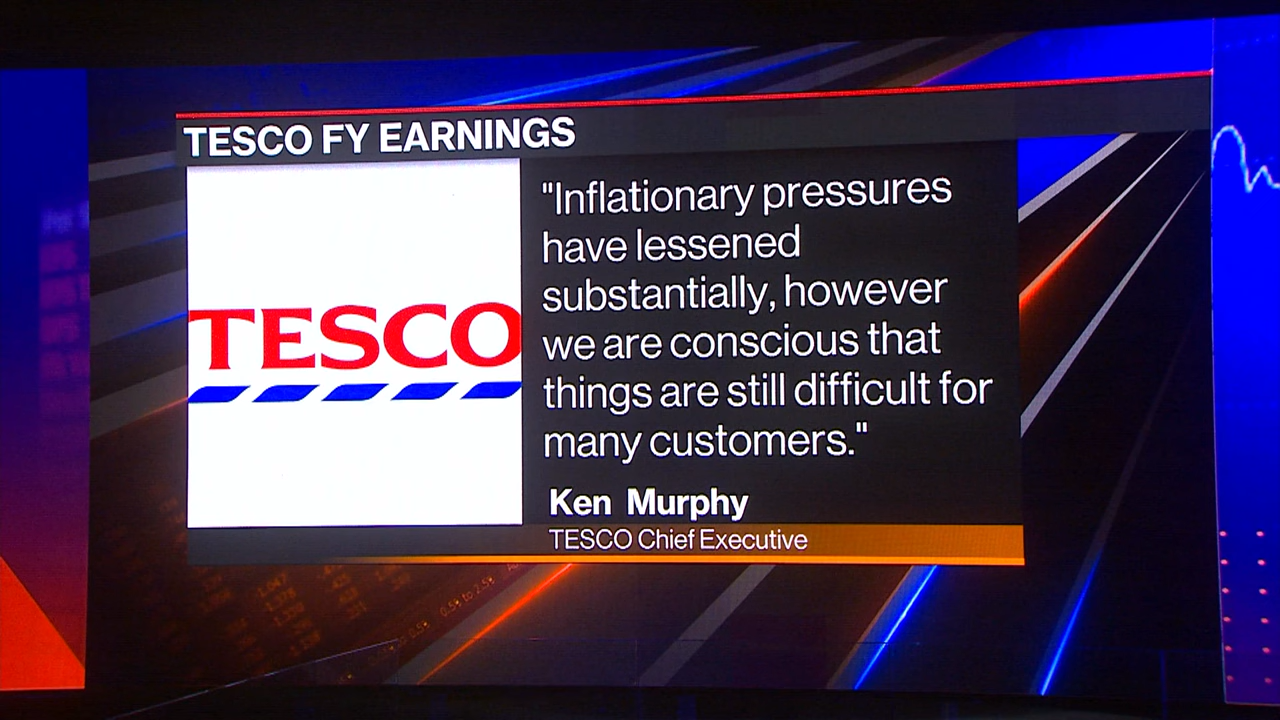 TESCO FY EARNINGS
TESCO
"Inflationary pressures
have lessened
substantially, however
we are conscious that
things are still difficult for
many customers."
Ken Murphy
TESCO Chief Executive